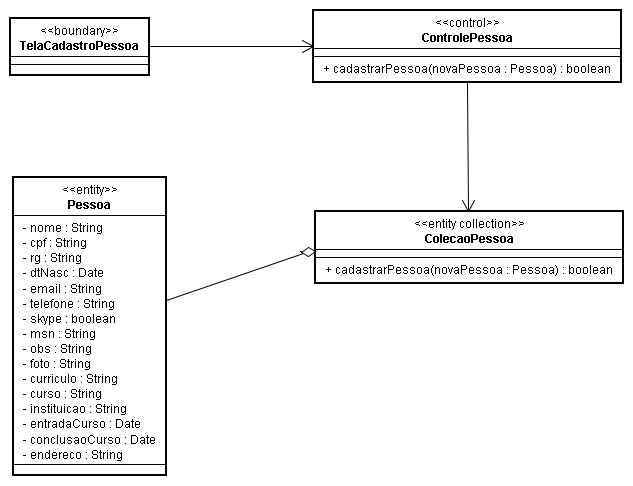 <<boundary>>
TelaCadastroPessoa
<<control>>
ControlePessoa
+ cadastrarPessoa(novaPessoa : Pessoa) : boolean
<<entity>>
Pessoa
- nome : String
- cpf : String
- rg : String
- dtNasc : Date
- email : String
- telefone : String
- skype : boolean
- msn : String
- obs : String
- foto : String
- curriculo : String
- curso : String
- instituicao : String
- entradaCurso : Date
- conclusaoCurso : Date
- endereco : String
<<entity collection>>
ColecaoPessoa
+ cadastrarPessoa(novaPessoa : Pessoa) : boolean